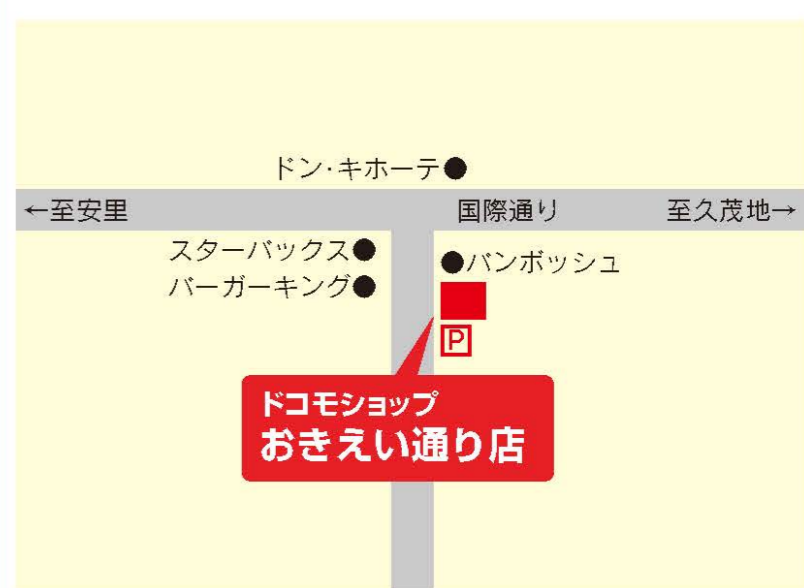 ドン･キホーテ●
←至安里
国際通り
至久茂地→
スターバックス●
●バンボッシュ
バーガーキング●
P
ドコモショップ
おきえい通り店